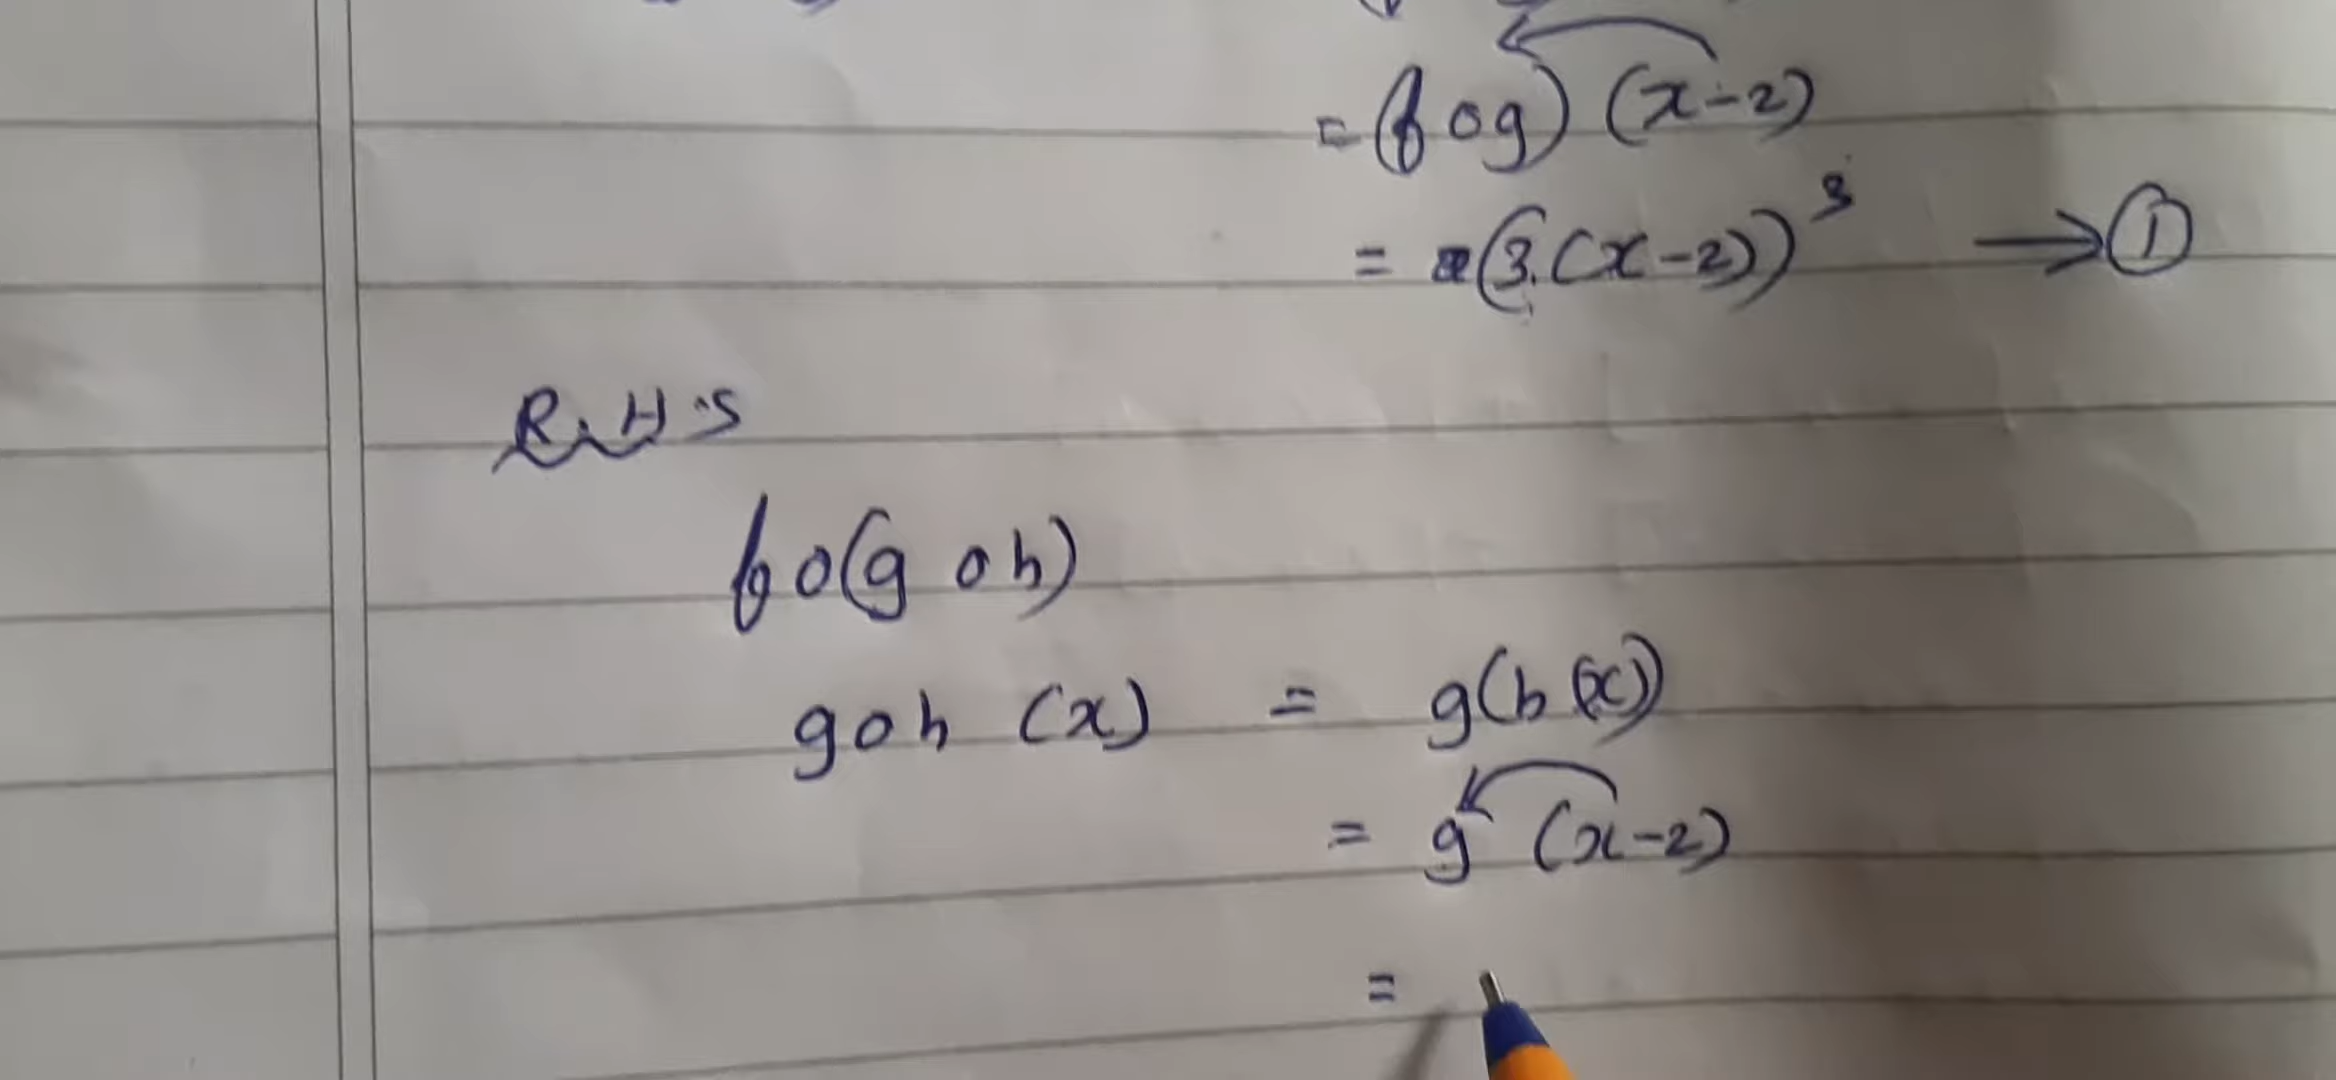 = (fog) (x-2)
= (3.(x-2))³ → ①
R.H.S
fo(goh)
goh (x) = g(h(x))
= g (x-2)
=